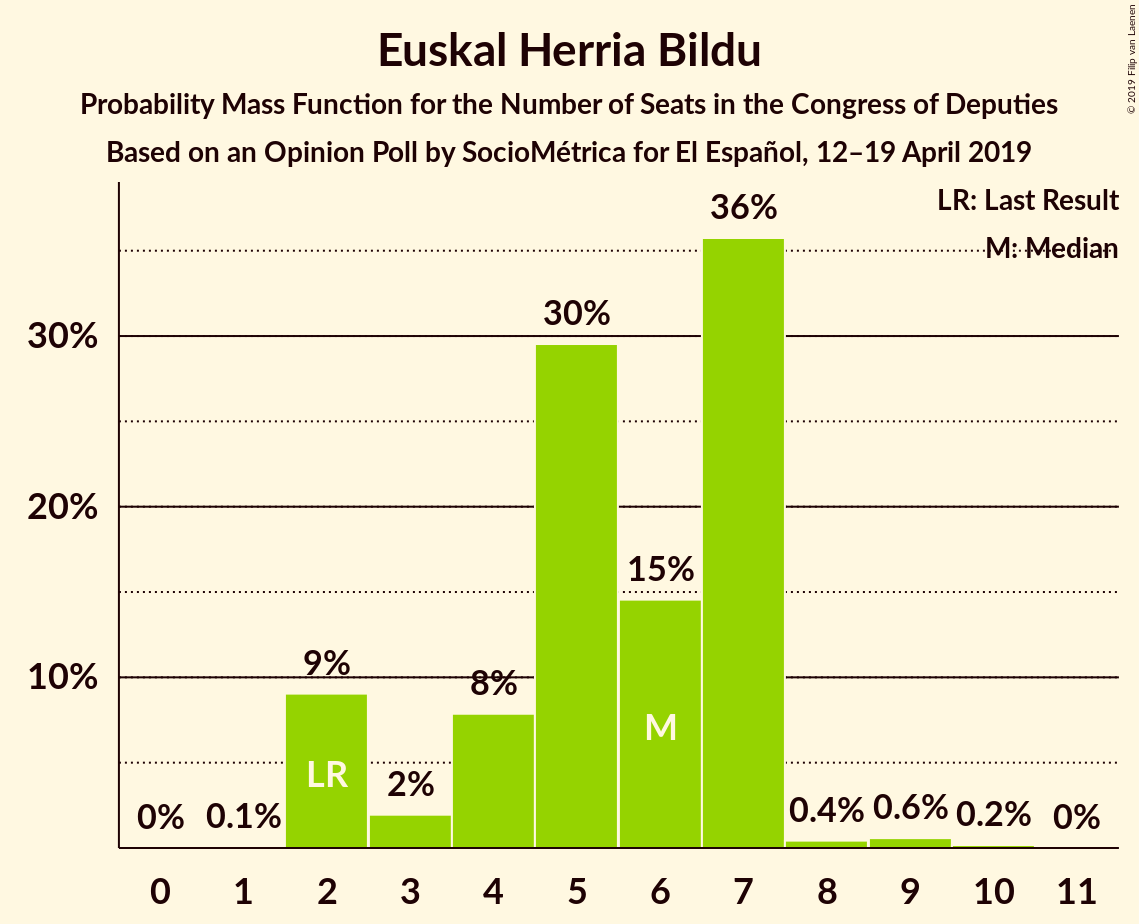 Euskal Herria Bildu
Probability Mass Function for the Number of Seats in the Congress of Deputies
Based on an Opinion Poll by SocioMétrica for El Español, 12–19 April 2019
© 2019 Filip van Laenen
LR: Last Result
M: Median
36%
30%
30%
20%
15%
10%
9%
8%
LR
M
2%
0%
0.1%
0.4%
0.6%
0.2%
0%
0 1 2 3 4 5 6 7 8 9 10 11